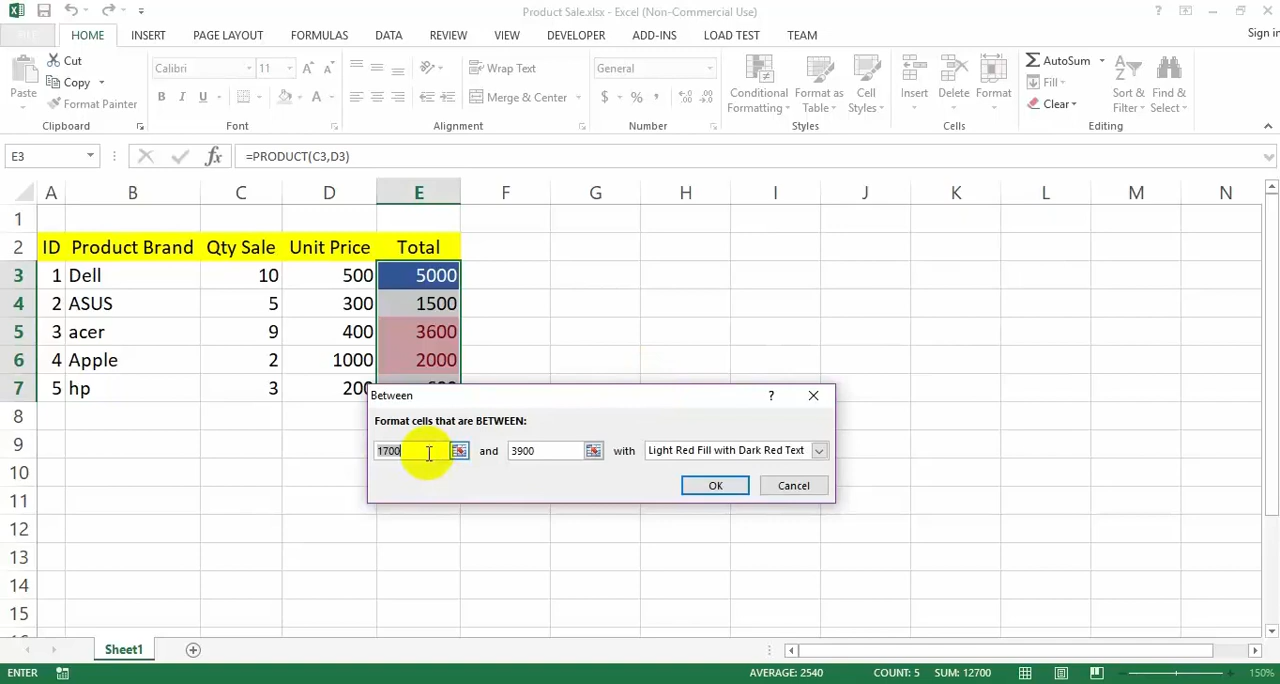 Product Sale.xlsx - Excel (Non-Commercial Use)
HOME INSERT PAGE LAYOUT FORMULAS DATA REVIEW VIEW DEVELOPER ADD-INS LOAD TEST TEAM Sign in
Cut
Copy
Format Painter
Paste
Clipboard
Calibri 11
B I U
Font
Wrap Text
Merge & Center
Alignment
General
$ % ,
Number
Conditional Formatting
Format as Table
Cell Styles
Styles
Insert Delete Format
Cells
AutoSum
Fill
Clear
Sort & Filter
Find & Select
Editing
E3 fx =PRODUCT(C3,D3)
A B C D E F G H I J K L M N
1
2 ID Product Brand Qty Sale Unit Price Total
3 1 Dell 10 500 5000
4 2 ASUS 5 300 1500
5 3 acer 9 400 3600
6 4 Apple 2 1000 2000
7 5 hp 3 200
8
9
10
11
12
13
14
15
Between ?
Format cells that are BETWEEN:
1700 and 3900 with Light Red Fill with Dark Red Text
OK Cancel
Sheet1
ENTER AVERAGE: 2540 COUNT: 5 SUM: 12700 150%